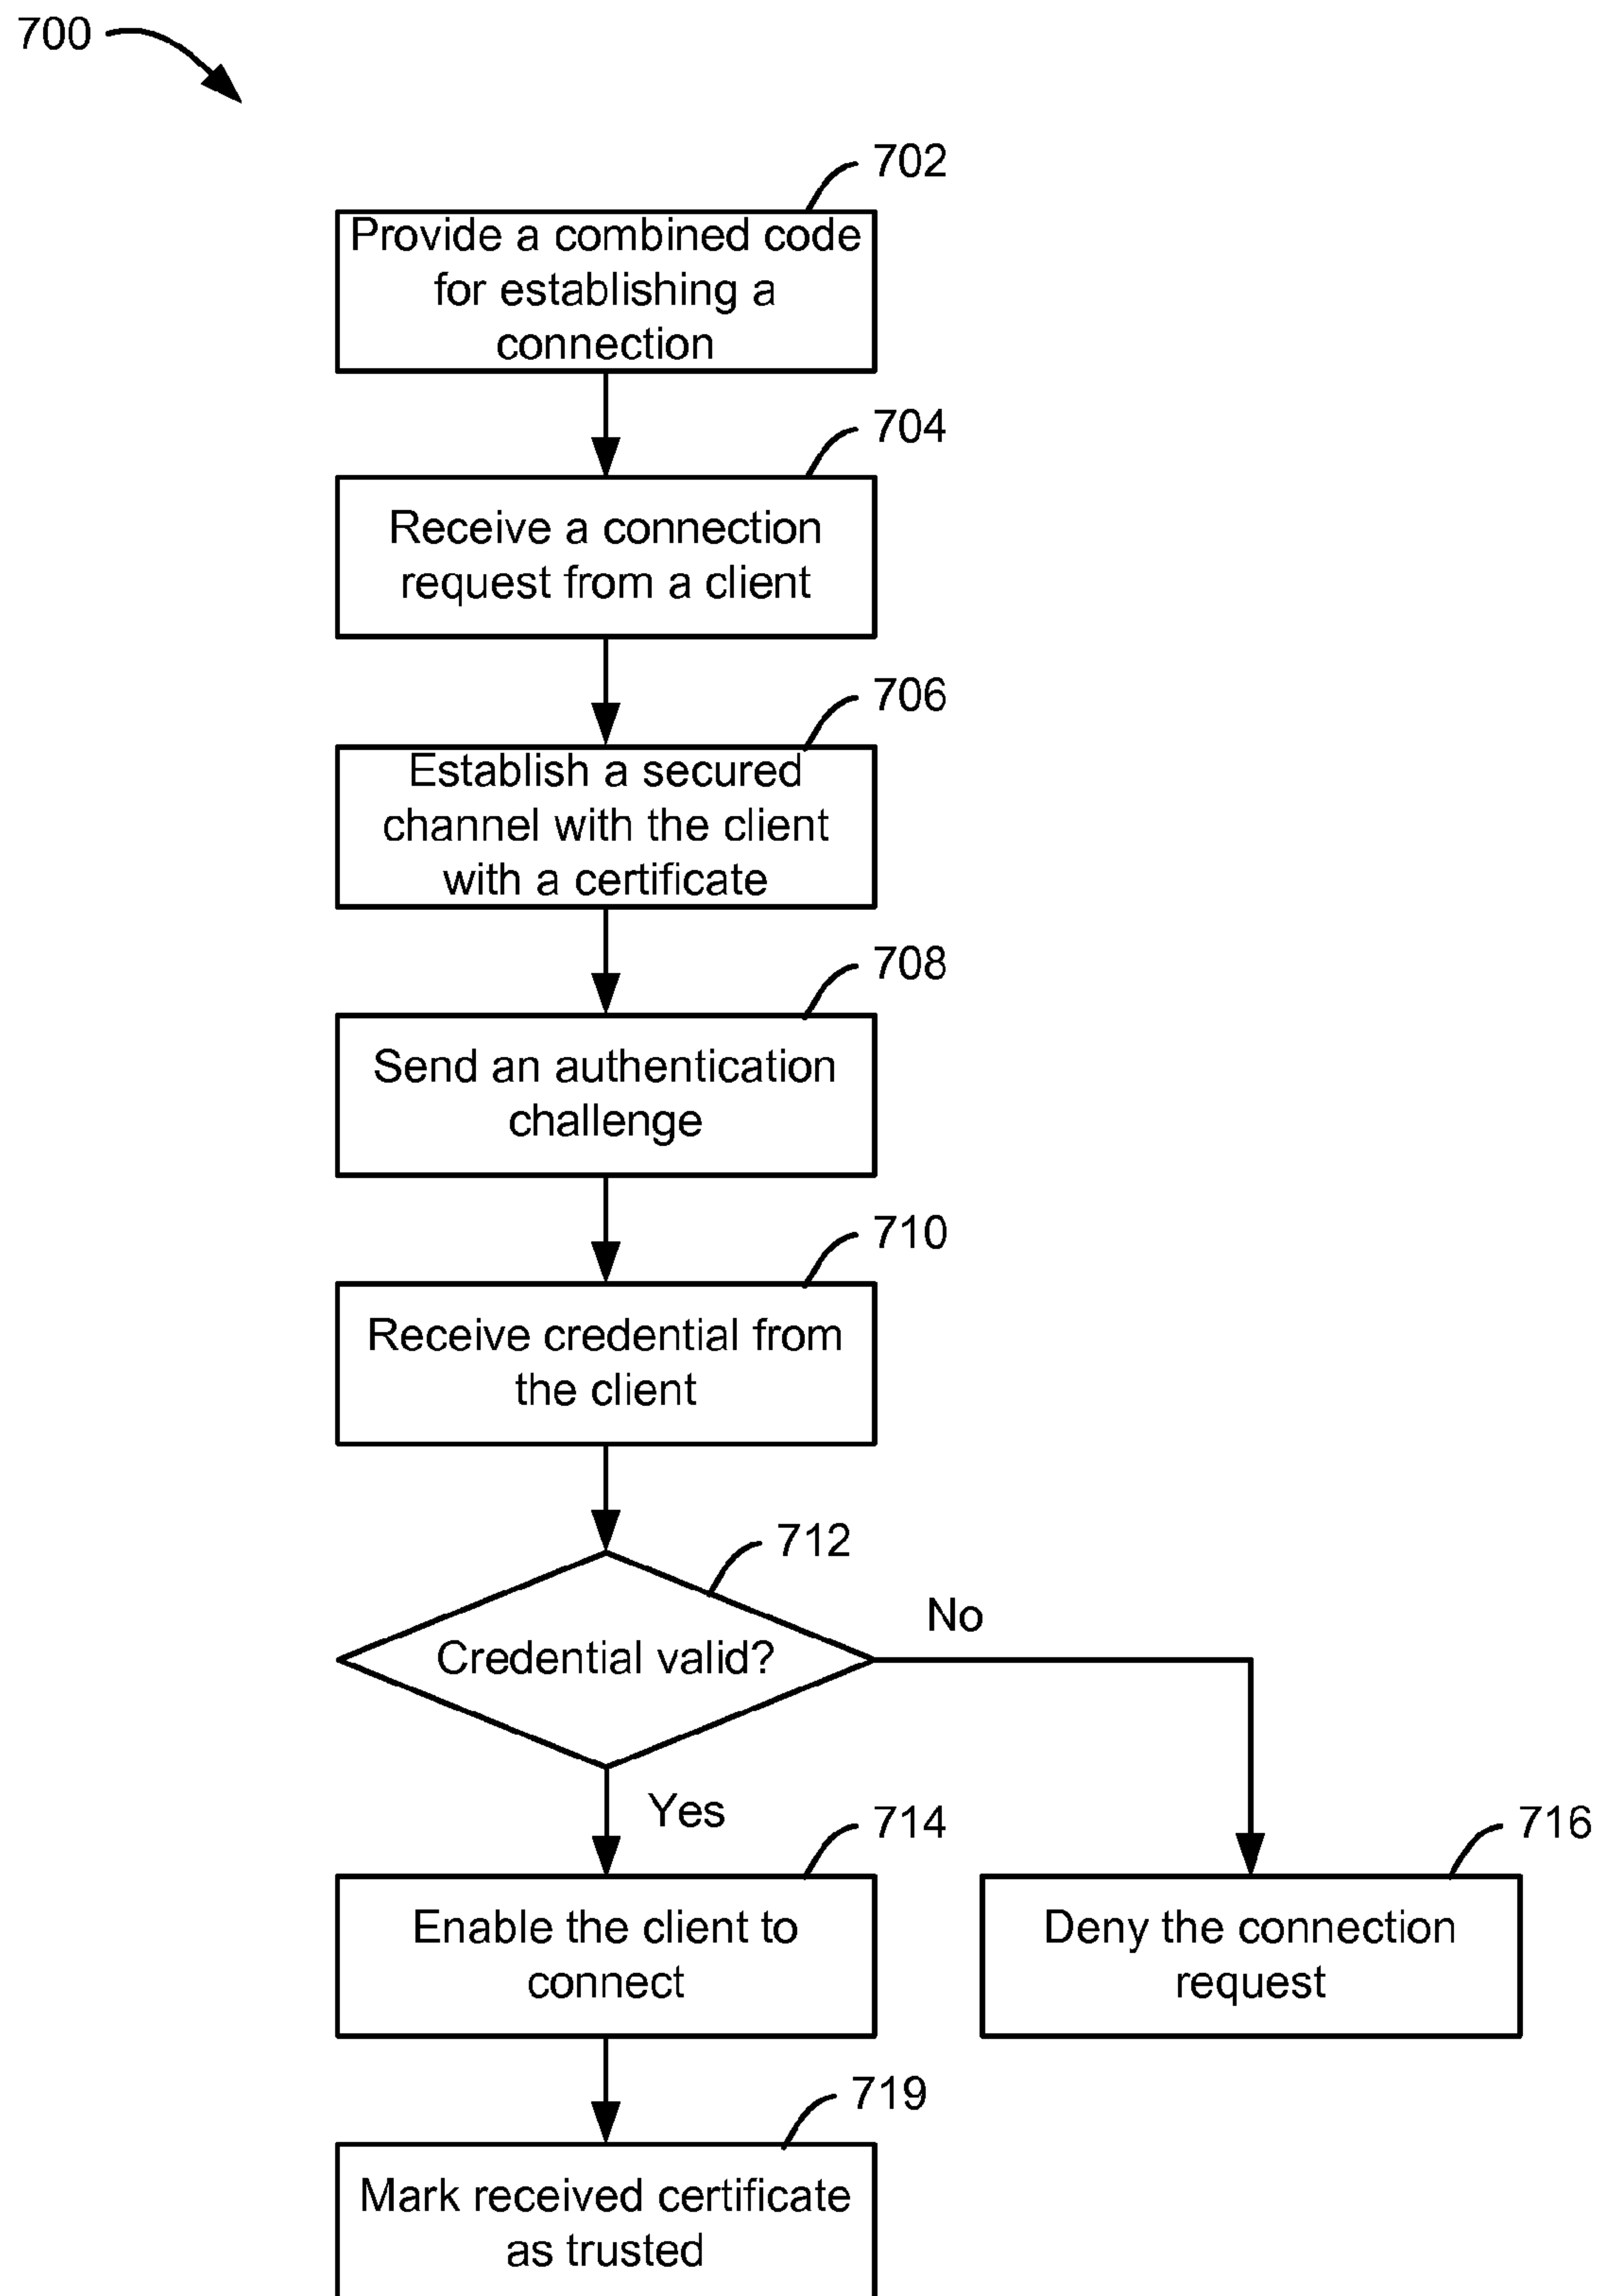 700
702
Provide a combined code
for establishing a
connection
704
Receive a connection
request from a client
706
Establish a secured
channel with the client
with a certificate
708
Send an authentication
challenge
710
Receive credential from
the client
712
Credential valid?
No
Yes
714
Enable the client to
connect
716
Deny the connection
request
719
Mark received certificate
as trusted